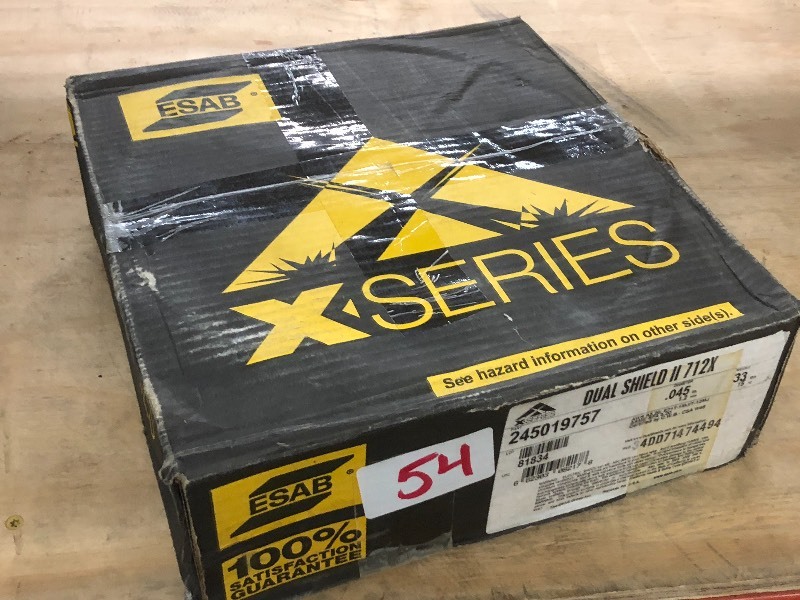 ESAB
X-SERIES
See hazard information on other side(s).
DUAL SHIELD II 712X
.045
33
245019757
81834
4DD71474494
54
ESAB
100%
SATISFACTION
GUARANTEE